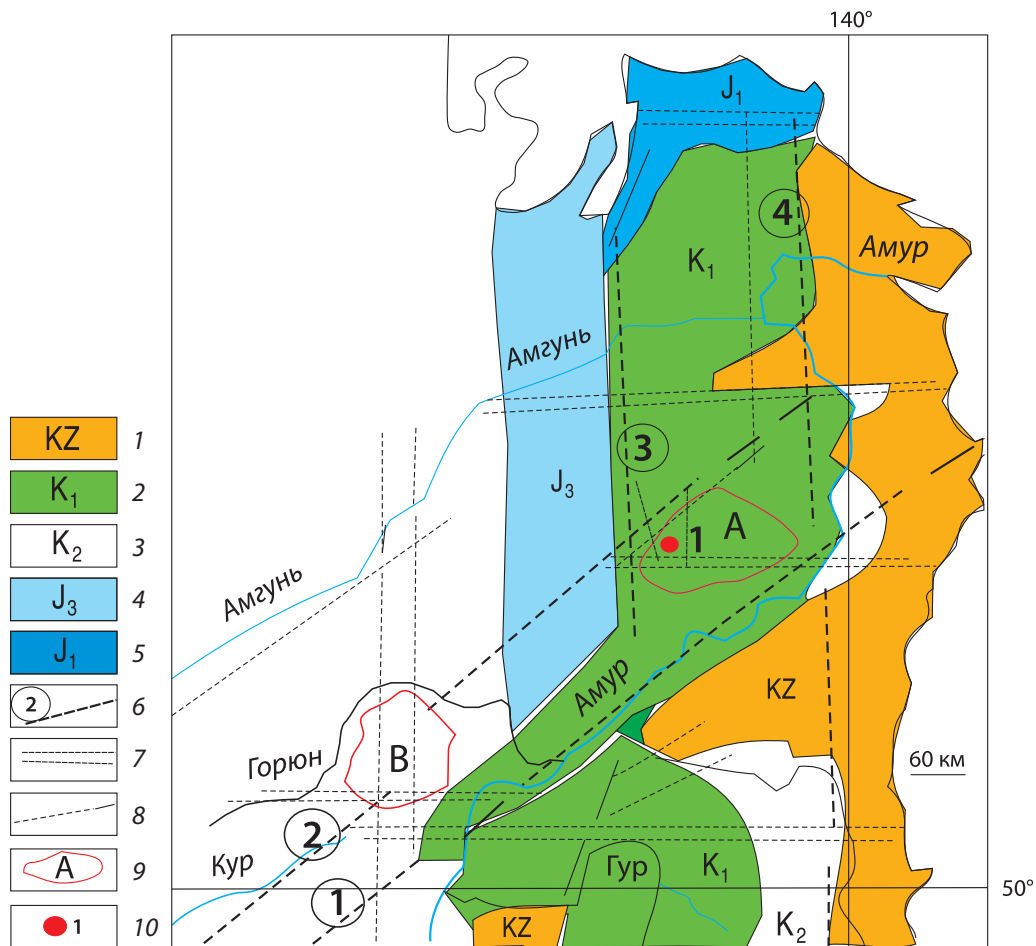 140°
J1
4
K1
Амур
Амгунь
3
J3
A
1
Амгунь
Амур
KZ
Горюн
B
60 км
2
Кур
Гур
K1
1
50°
KZ
K2
KZ 1
K1 2
K2 3
J3 4
J1 5
2 6
7
8
A 9
1 10